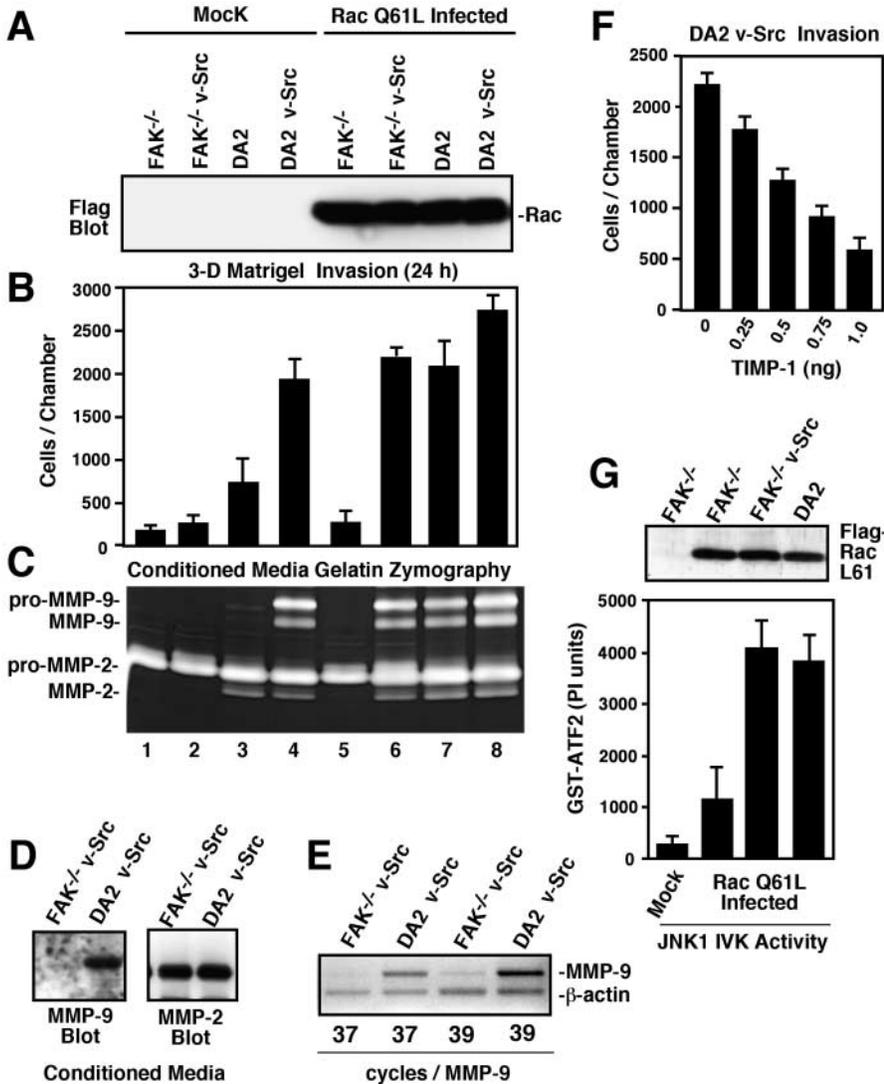 A
MocK
Rac Q61L Infected
FAK-/-
FAK-/- v-Src
DA2
DA2 v-Src
FAK-/-
FAK-/- v-Src
DA2
DA2 v-Src
Flag
Blot
-Rac
B
3-D Matrigel Invasion (24 h)
Cells / Chamber
3000
2500
2000
1500
1000
500
0
C
Conditioned Media Gelatin Zymography
pro-MMP-9-
MMP-9-
pro-MMP-2-
MMP-2-
1 2 3 4 5 6 7 8
D
FAK-/- v-Src
DA2 v-Src
FAK-/- v-Src
DA2 v-Src
MMP-9
Blot
MMP-2
Blot
Conditioned Media
E
FAK-/- v-Src
DA2 v-Src
FAK-/- v-Src
DA2 v-Src
-MMP-9
-β-actin
37 37 39 39
cycles / MMP-9
F
DA2 v-Src Invasion
Cells / Chamber
2500
2000
1500
1000
500
0
0 0.25 0.5 0.75 1.0
TIMP-1 (ng)
G
FAK-/-
FAK-/-
FAK-/- v-Src
DA2
Flag-
Rac
L61
GST-ATF2 (PI units)
5000
4000
3000
2000
1000
0
Mock
Rac Q61L
Infected
JNK1 IVK Activity